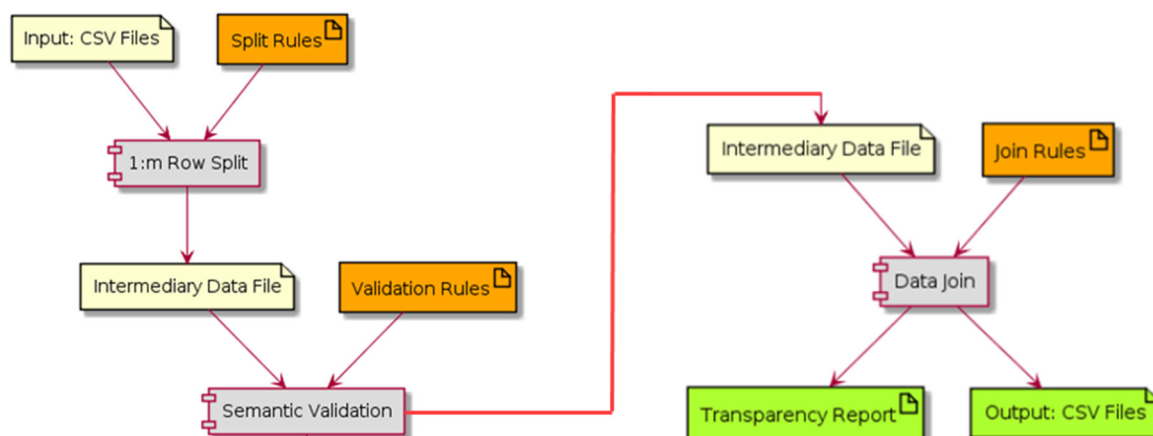 Input: CSV Files
Split Rules
1:m Row Split
Intermediary Data File
Validation Rules
Semantic Validation
Intermediary Data File
Join Rules
Data Join
Transparency Report
Output: CSV Files